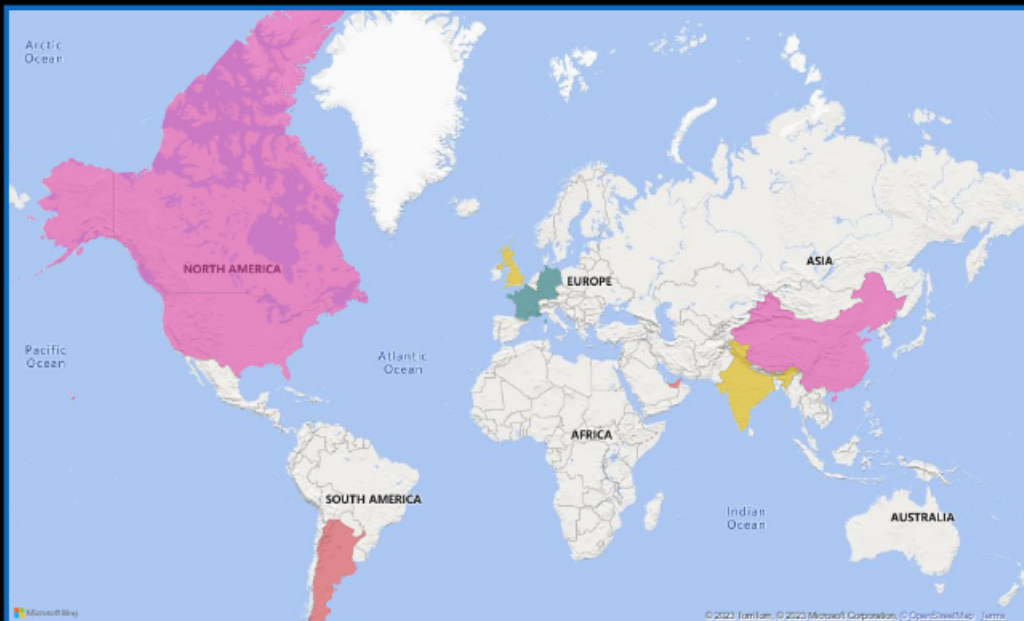 Arctic
Ocean
NORTH AMERICA
EUROPE
ASIA
Pacific
Ocean
Atlantic
Ocean
AFRICA
SOUTH AMERICA
Indian
Ocean
AUSTRALIA
Microsoft Bing
© 2023 TomTom, © 2023 Microsoft Corporation, © OpenStreetMap Terms